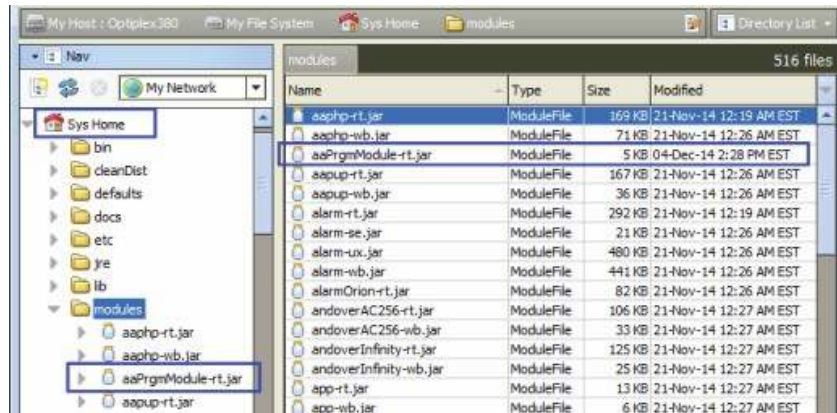 My Host : Optiplex380 My File System Sys Home modules Directory List
Nav
My Network
Sys Home
bin
cleanDist
defaults
docs
etc
jre
lib
modules
aaphp-rt.jar
aaphp-wb.jar
aaPrgmModule-rt.jar
aapup-rt.jar
modules 516 files
Name Type Size Modified
aaphp-rt.jar ModuleFile 169 KB 21-Nov-14 12:19 AM EST
aaphp-wb.jar ModuleFile 71 KB 21-Nov-14 12:26 AM EST
aaPrgmModule-rt.jar ModuleFile 5 KB 04-Dec-14 2:28 PM EST
aapup-rt.jar ModuleFile 167 KB 21-Nov-14 12:26 AM EST
aapup-wb.jar ModuleFile 36 KB 21-Nov-14 12:26 AM EST
alarm-rt.jar ModuleFile 292 KB 21-Nov-14 12:19 AM EST
alarm-se.jar ModuleFile 21 KB 21-Nov-14 12:26 AM EST
alarm-ux.jar ModuleFile 480 KB 21-Nov-14 12:26 AM EST
alarm-wb.jar ModuleFile 441 KB 21-Nov-14 12:26 AM EST
alarmOrion-rt.jar ModuleFile 82 KB 21-Nov-14 12:26 AM EST
andoverAC256-rt.jar ModuleFile 106 KB 21-Nov-14 12:27 AM EST
andoverAC256-wb.jar ModuleFile 33 KB 21-Nov-14 12:27 AM EST
andoverInfinity-rt.jar ModuleFile 125 KB 21-Nov-14 12:27 AM EST
andoverInfinity-wb.jar ModuleFile 25 KB 21-Nov-14 12:27 AM EST
app-rt.jar ModuleFile 13 KB 21-Nov-14 12:27 AM EST
app-wb.jar ModuleFile 6 KB 21-Nov-14 12:27 AM EST